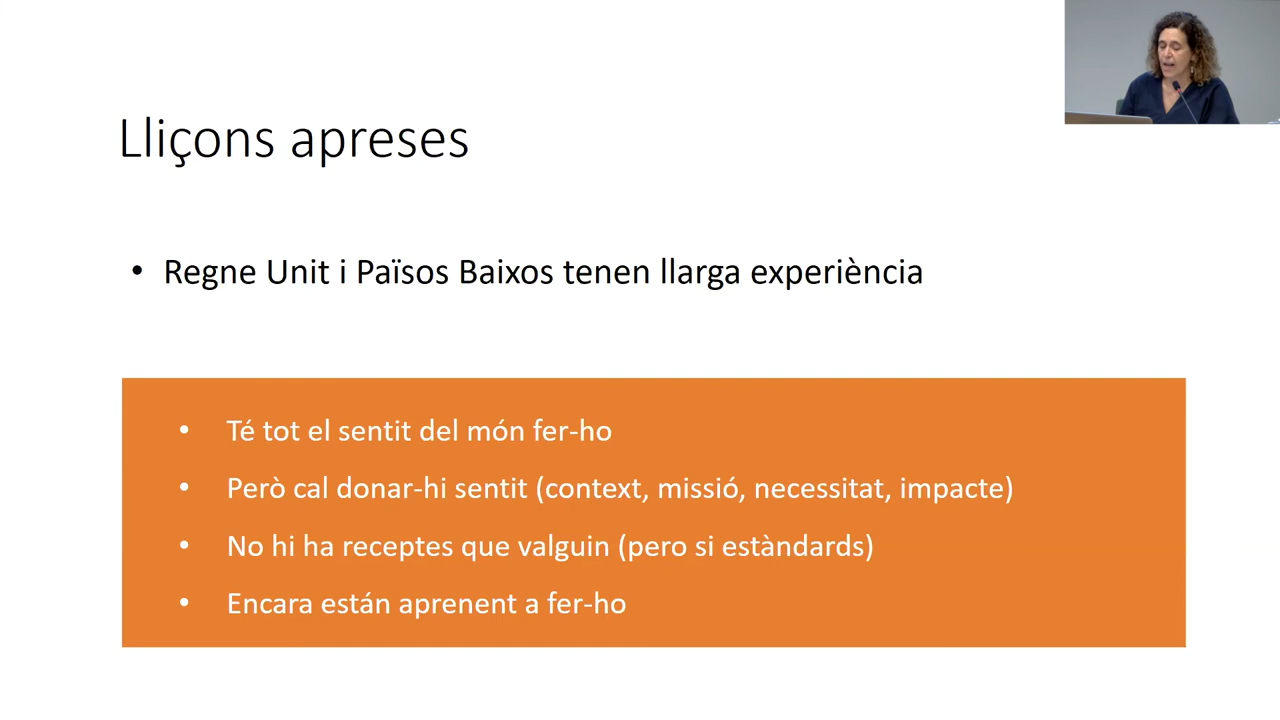 Lliçons apreses
• Regne Unit i Països Baixos tenen llarga experiència
• Té tot el sentit del món fer-ho
• Però cal donar-hi sentit (context, missió, necessitat, impacte)
• No hi ha receptes que valguin (pero si estàndards)
• Encara están aprenent a fer-ho